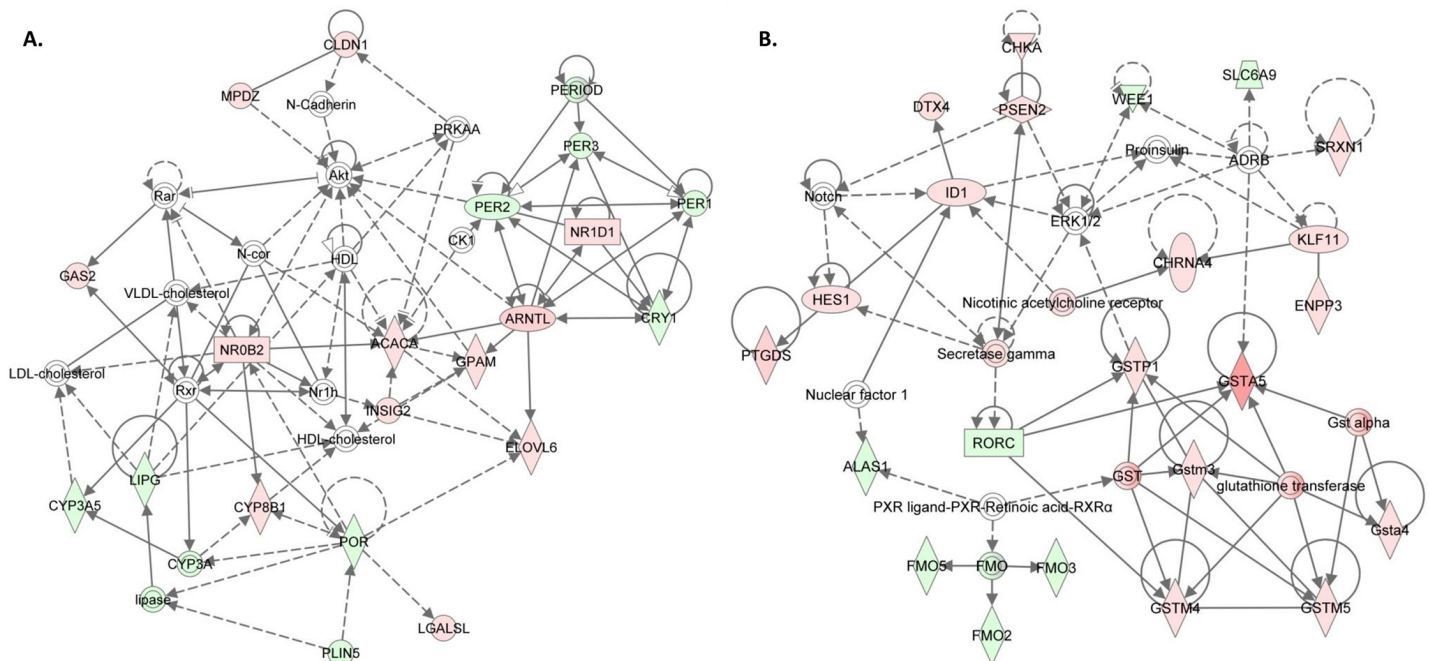 A.
CLDN1
MPDZ
N-Cadherin
PRKAA
PERIOD
PER3
Akt
Rar
PER2
PER1
NR1D1
CK1
N-cor
HDL
GAS2
VLDL-cholesterol
ARNTL
CRY1
NR0B2
ACACA
GPAM
LDL-cholesterol
Rxr
Nr1h
INSIG2
HDL-cholesterol
ELOVL6
LIPG
CYP3A5
CYP8B1
POR
CYP3A
lipase
LGALSL
PLIN5
B.
CHKA
SLC6A9
DTX4
PSEN2
WEE1
Proinsulin
ADRB
SRXN1
Notch
ID1
ERK1/2
KLF11
CHRNA4
HES1
Nicotinic acetylcholine receptor
ENPP3
PTGDS
Secretase gamma
GSTP1
GSTA5
Nuclear factor 1
RORC
Gst alpha
ALAS1
GST
Gstm3
glutathione transferase
PXR ligand-PXR-Retinoic acid-RXRα
Gsta4
FMO5
FMO
FMO3
GSTM4
GSTM5
FMO2